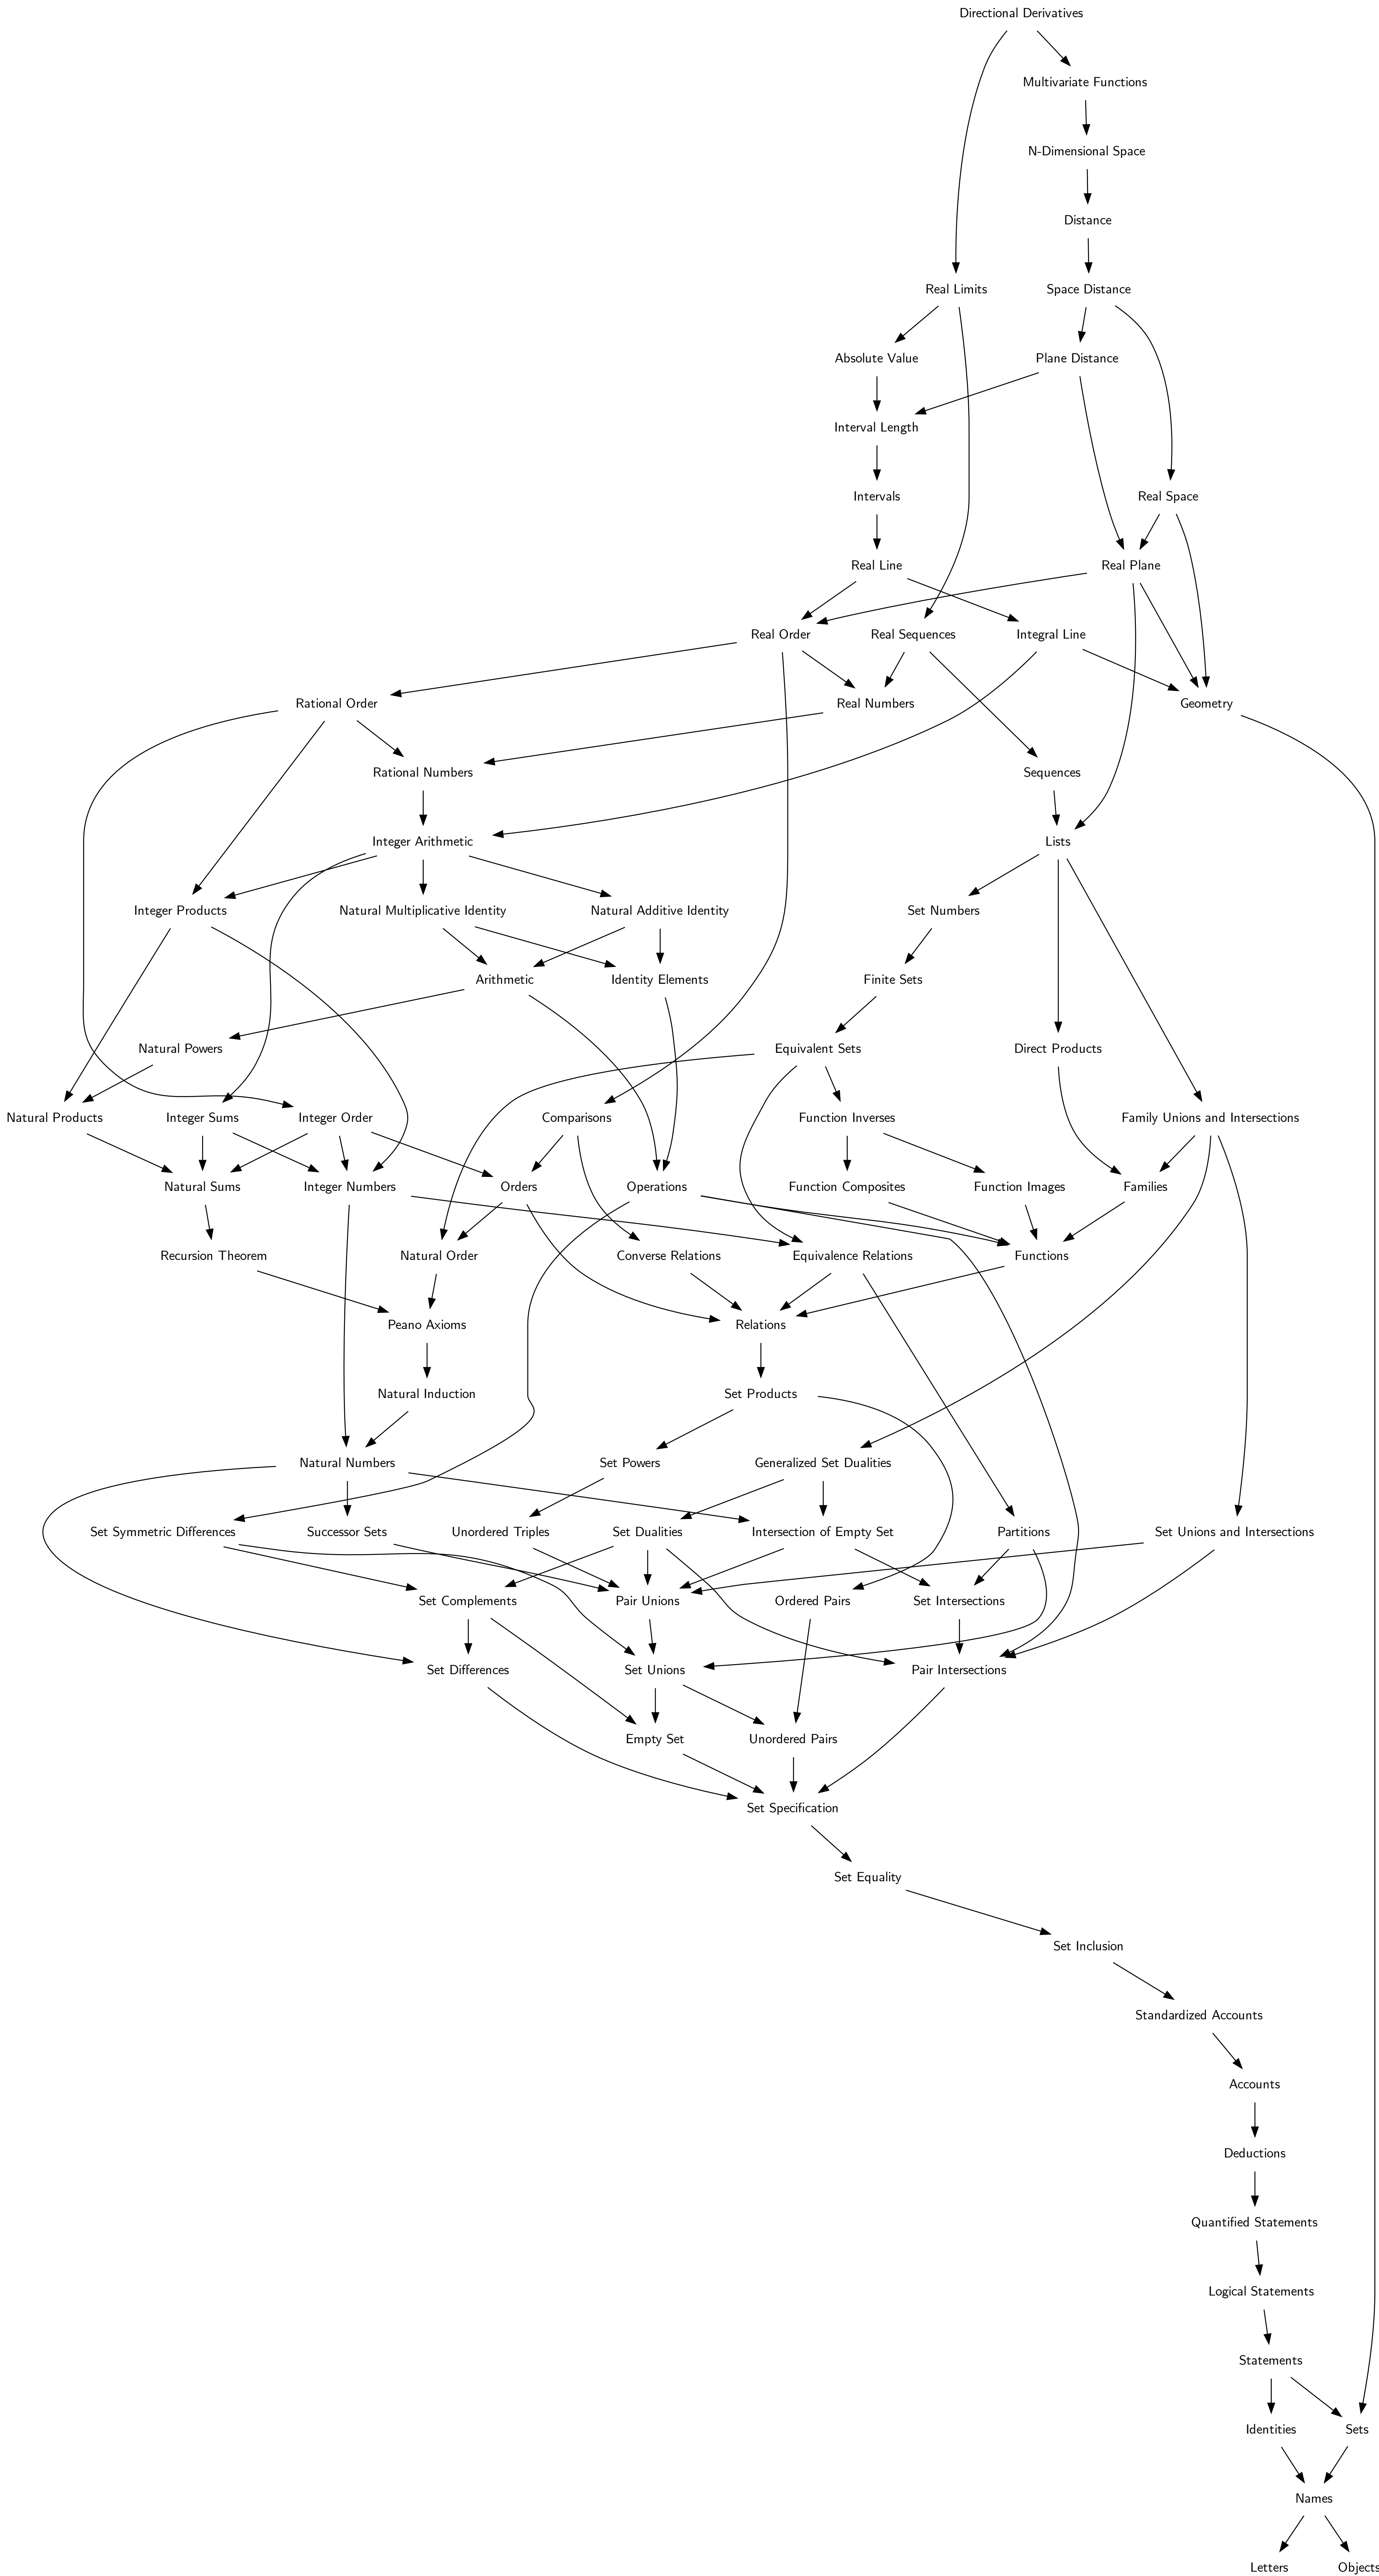 Directional Derivatives
Multivariate Functions
N-Dimensional Space
Distance
Real Limits
Space Distance
Absolute Value
Plane Distance
Interval Length
Intervals
Real Space
Real Line
Real Plane
Real Order
Real Sequences
Integral Line
Rational Order
Real Numbers
Geometry
Rational Numbers
Sequences
Integer Arithmetic
Lists
Integer Products
Natural Multiplicative Identity
Natural Additive Identity
Set Numbers
Arithmetic
Identity Elements
Finite Sets
Natural Powers
Equivalent Sets
Direct Products
Natural Products
Integer Sums
Integer Order
Comparisons
Function Inverses
Family Unions and Intersections
Natural Sums
Integer Numbers
Orders
Operations
Function Composites
Function Images
Families
Recursion Theorem
Natural Order
Converse Relations
Equivalence Relations
Functions
Peano Axioms
Relations
Natural Induction
Set Products
Natural Numbers
Set Powers
Generalized Set Dualities
Set Symmetric Differences
Successor Sets
Unordered Triples
Set Dualities
Intersection of Empty Set
Partitions
Set Unions and Intersections
Set Complements
Pair Unions
Ordered Pairs
Set Intersections
Set Differences
Set Unions
Pair Intersections
Empty Set
Unordered Pairs
Set Specification
Set Equality
Set Inclusion
Standardized Accounts
Accounts
Deductions
Quantified Statements
Logical Statements
Statements
Identities
Sets
Names
Letters
Objects